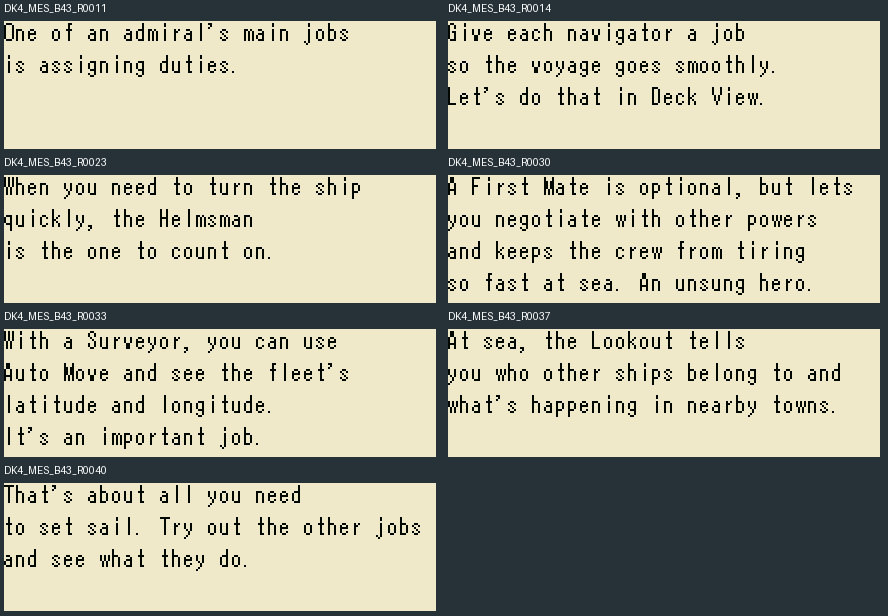 DK4_MES_B43_R0011
One of an admiral's main jobs
is assigning duties.
DK4_MES_B43_R0014
Give each navigator a job
so the voyage goes smoothly.
Let's do that in Deck View.
DK4_MES_B43_R0023
When you need to turn the ship
quickly, the Helmsman
is the one to count on.
DK4_MES_B43_R0030
A First Mate is optional, but lets
you negotiate with other powers
and keeps the crew from tiring
so fast at sea. An unsung hero.
DK4_MES_B43_R0033
With a Surveyor, you can use
Auto Move and see the fleet's
latitude and longitude.
It's an important job.
DK4_MES_B43_R0037
At sea, the Lookout tells
you who other ships belong to and
what's happening in nearby towns.
DK4_MES_B43_R0040
That's about all you need
to set sail. Try out the other jobs
and see what they do.